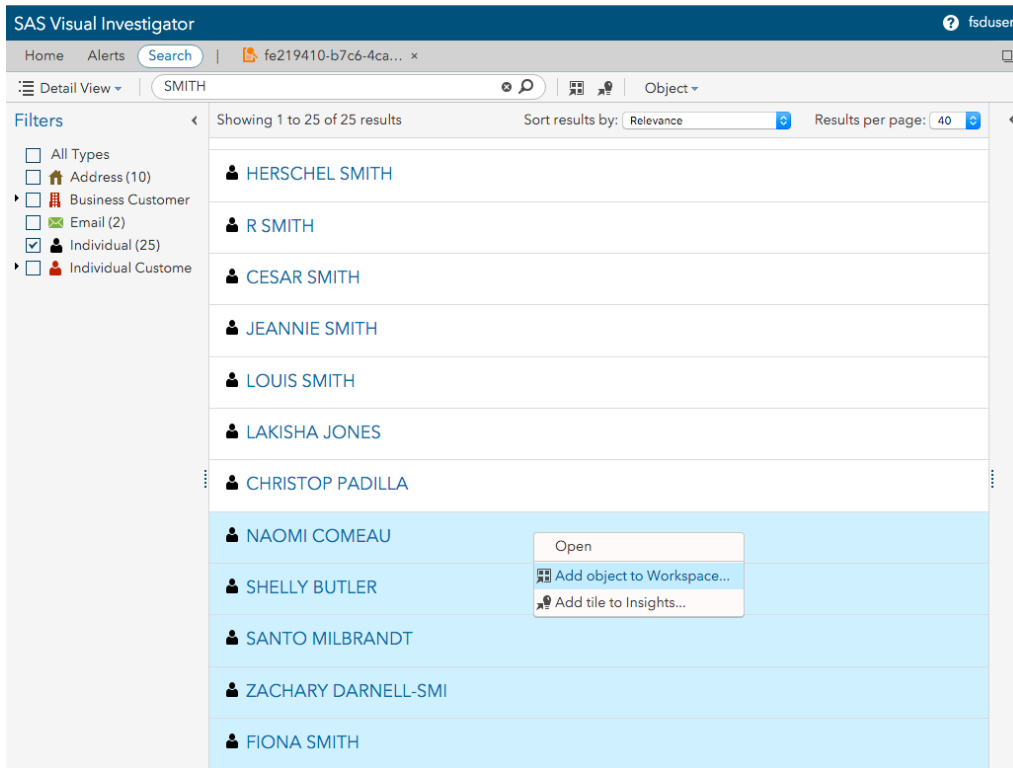 SAS Visual Investigator
? fsduser
Home Alerts Search | fe219410-b7c6-4ca... ×
Detail View SMITH Object
Filters
Showing 1 to 25 of 25 results Sort results by: Relevance Results per page: 40
All Types
Address (10)
Business Customer
Email (2)
Individual (25)
Individual Custome
HERSCHEL SMITH
R SMITH
CESAR SMITH
JEANNIE SMITH
LOUIS SMITH
LAKISHA JONES
CHRISTOP PADILLA
NAOMI COMEAU
SHELLY BUTLER
SANTO MILBRANDT
ZACHARY DARNELL-SMI
FIONA SMITH
Open
Add object to Workspace...
Add tile to Insights...